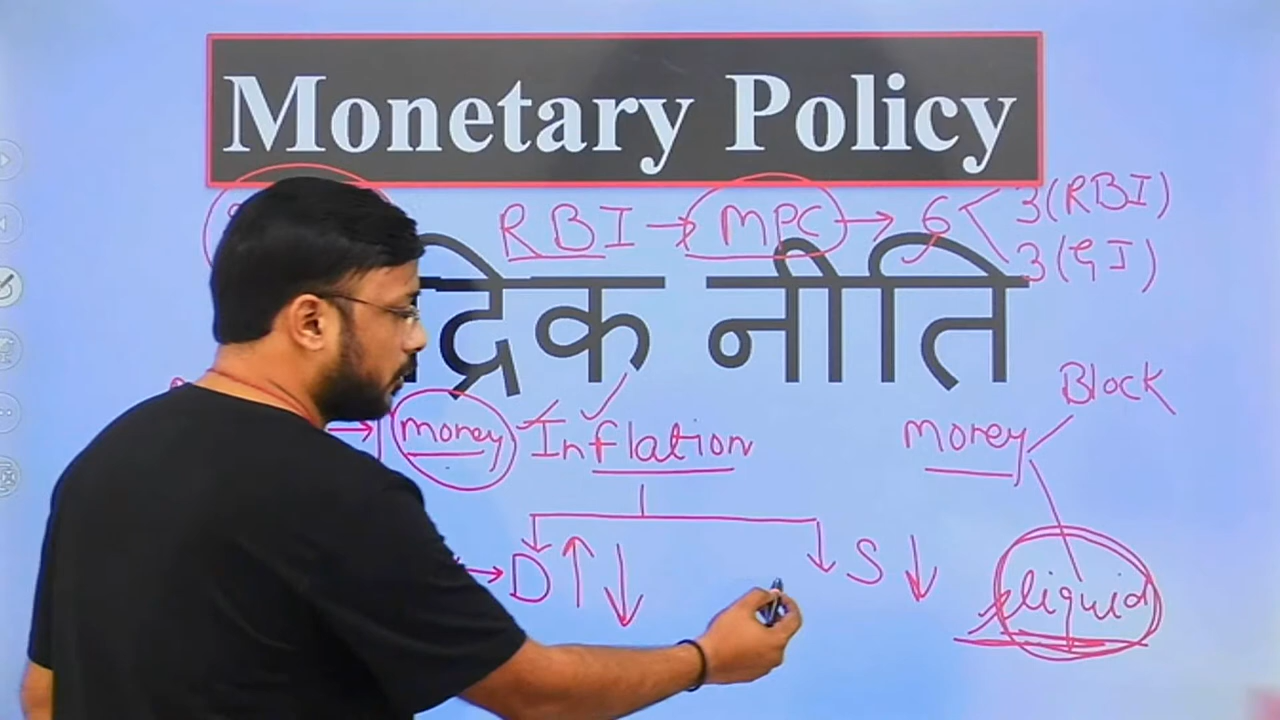 Monetary Policy
RBI → MPC → 6 < 3(RBI)
3(GI)
द्रिक नीति
Block
money Inflation money
D↑↓ S↓
liquid